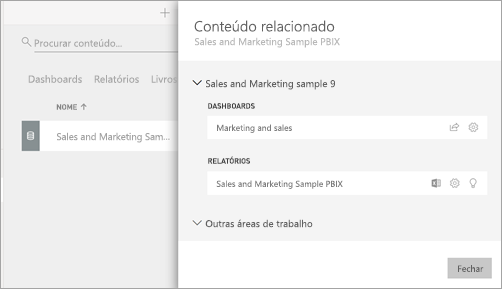 Procurar conteúdo...
Dashboards Relatórios Livros
NOME
Sales and Marketing Sam...
Conteúdo relacionado
Sales and Marketing Sample PBIX
Sales and Marketing sample 9
DASHBOARDS
Marketing and sales
RELATÓRIOS
Sales and Marketing Sample PBIX
Outras áreas de trabalho
Fechar